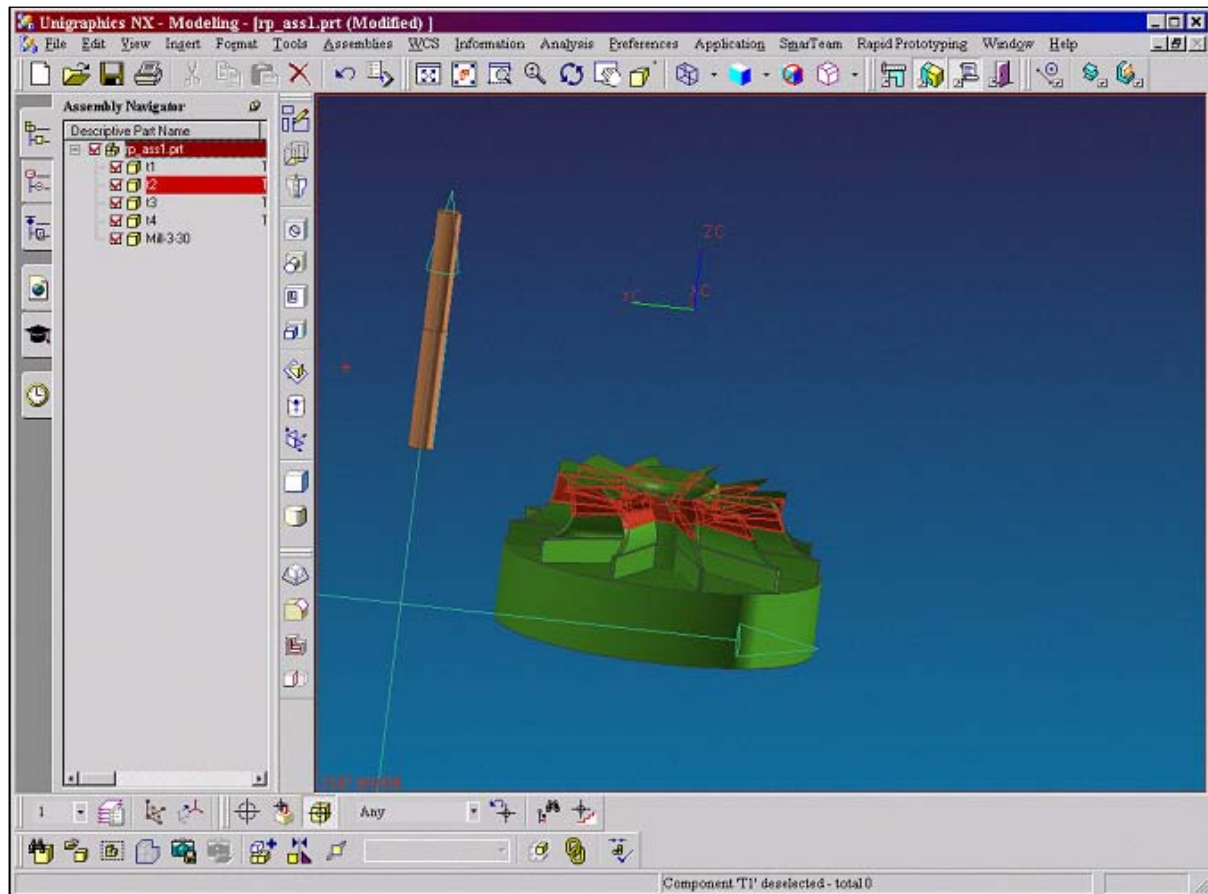 Unigraphics NX - Modeling - [rp_ass1.prt (Modified) ]
File Edit View Insert Format Tools Assemblies WCS Information Analysis Preferences Application SmarTeam Rapid Prototyping Window Help
Assembly Navigator
Descriptive Part Name
rp_ass1.prt
t1 T
t2 T
t3 T
t4 T
Mill-3-30
ZC
YC XC
1 Any
Component 'T1' deselected - total 0